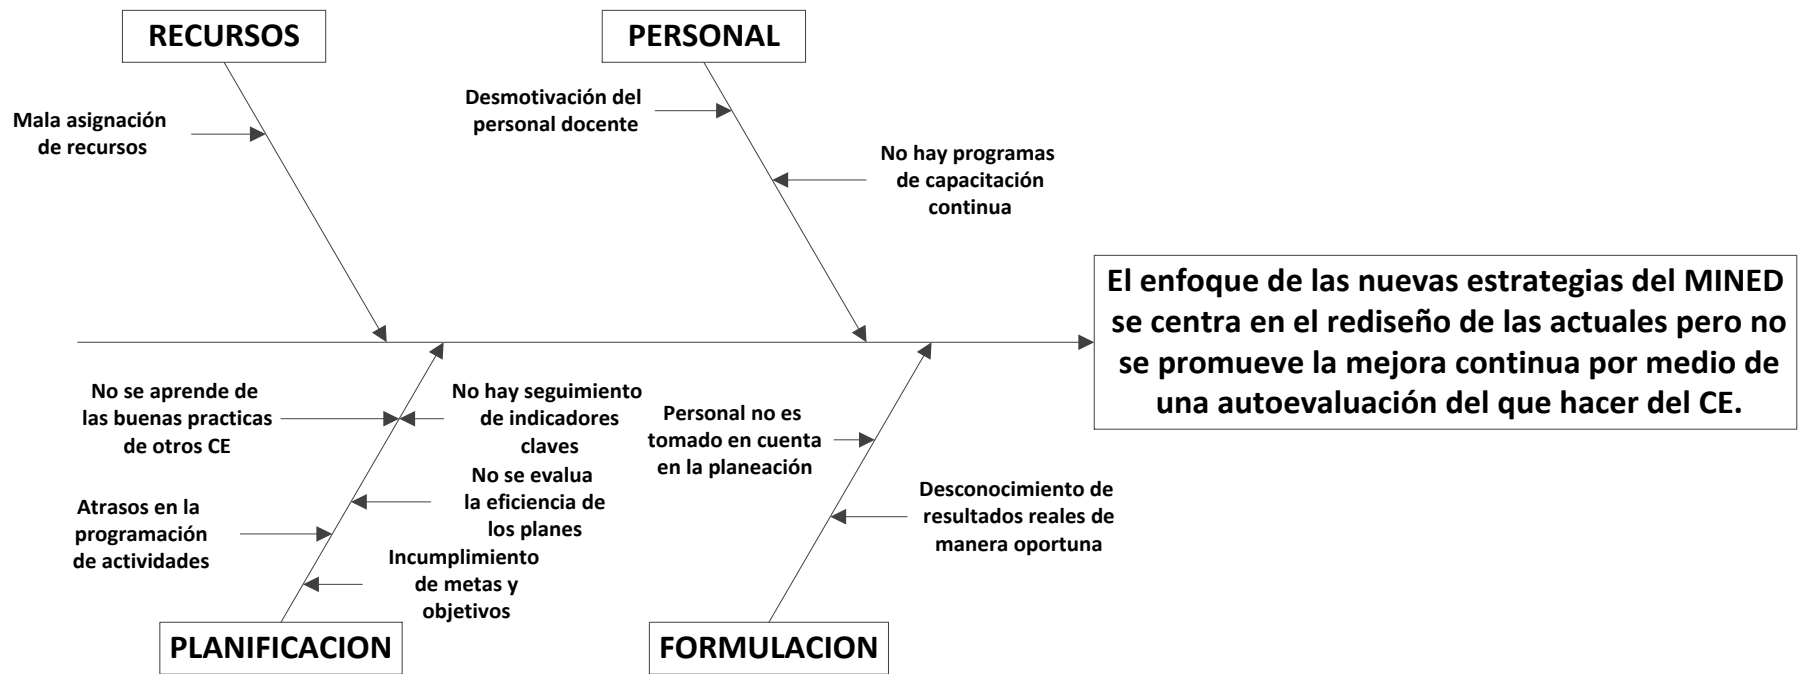 RECURSOS
PERSONAL
Mala asignación
de recursos
Desmotivación del
personal docente
No hay programas
de capacitación
continua
El enfoque de las nuevas estrategias del MINED
se centra en el rediseño de las actuales pero no
se promueve la mejora continua por medio de
una autoevaluación del que hacer del CE.
No se aprende de
las buenas practicas
de otros CE
No hay seguimiento
de indicadores
claves
Atrasos en la
programación
de actividades
No se evalua
la eficiencia de
los planes
Incumplimiento
de metas y
objetivos
Personal no es
tomado en cuenta
en la planeación
Desconocimiento de
resultados reales de
manera oportuna
PLANIFICACION
FORMULACION